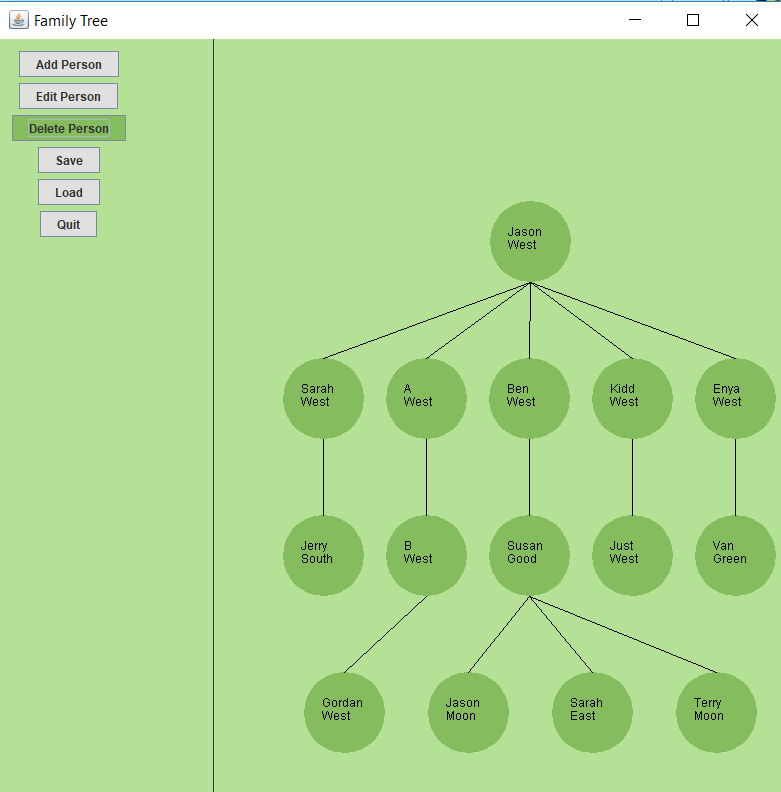 Family Tree
Add Person
Edit Person
Delete Person
Save
Load
Quit
Jason
West
Sarah
West
A
West
Ben
West
Kidd
West
Enya
West
Jerry
South
B
West
Susan
Good
Just
West
Van
Green
Gordan
West
Jason
Moon
Sarah
East
Terry
Moon